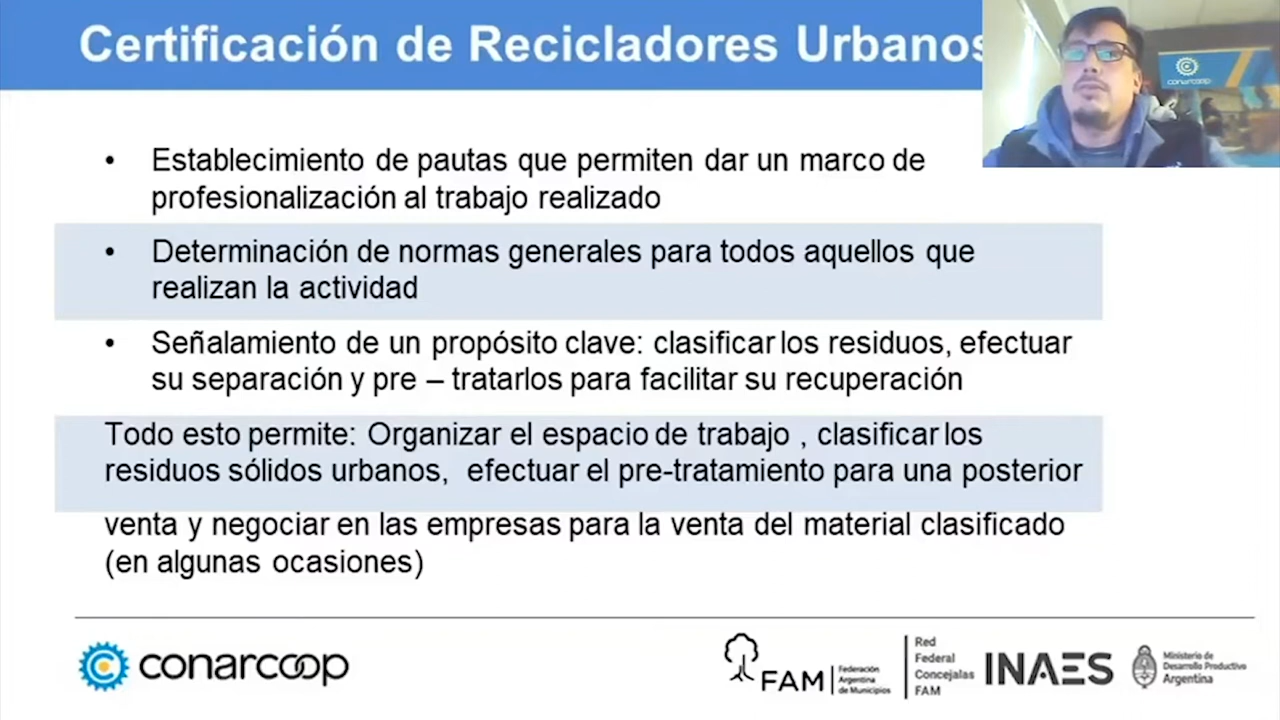 Certificación de Recicladores Urbanos
conarcoop
• Establecimiento de pautas que permiten dar un marco de
profesionalización al trabajo realizado
• Determinación de normas generales para todos aquellos que
realizan la actividad
• Señalamiento de un propósito clave: clasificar los residuos, efectuar
su separación y pre – tratarlos para facilitar su recuperación
Todo esto permite: Organizar el espacio de trabajo , clasificar los
residuos sólidos urbanos, efectuar el pre-tratamiento para una posterior
venta y negociar en las empresas para la venta del material clasificado
(en algunas ocasiones)
conarcoop
FAM
Federación
Argentina
de Municipios
Red
Federal
Concejalas
FAM
INAES
Ministerio de
Desarrollo Productivo
Argentina